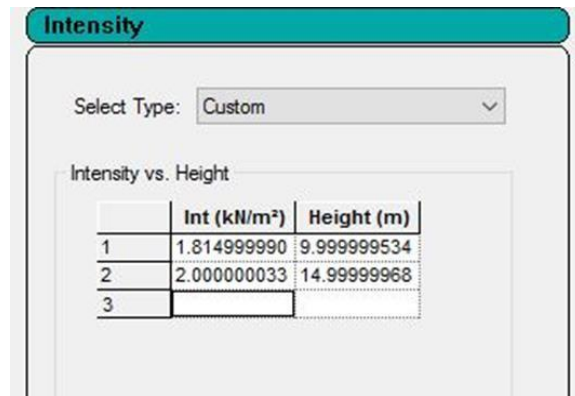 Intensity
Select Type: Custom
Intensity vs. Height
Int (kN/m²) Height (m)
1 1.814999990 9.999999534
2 2.000000033 14.99999968
3